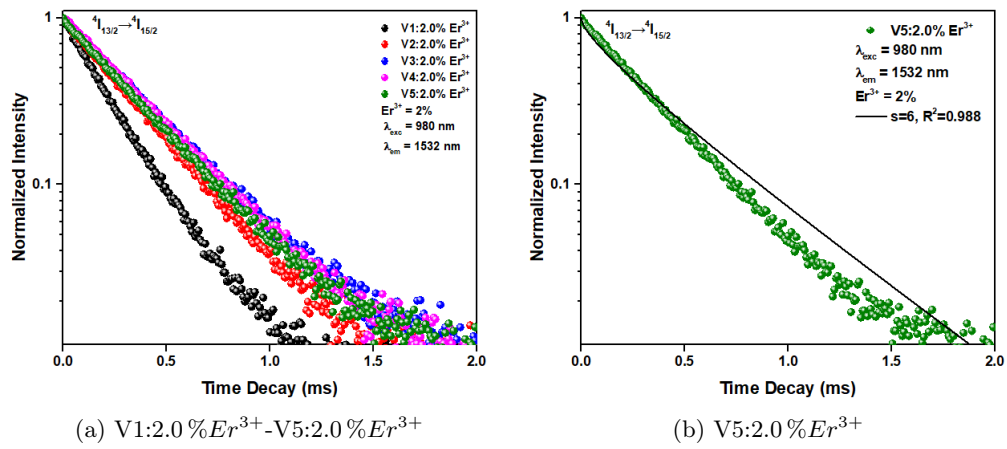 ⁴I₁₃/₂→⁴I₁₅/₂
V1:2.0% Er³⁺
V2:2.0% Er³⁺
V3:2.0% Er³⁺
V4:2.0% Er³⁺
V5:2.0% Er³⁺
Er³⁺ = 2%
λexc = 980 nm
λem = 1532 nm
1
0.1
Normalized Intensity
0.0 0.5 1.0 1.5 2.0
Time Decay (ms)
(a) V1:2.0 %Er³⁺-V5:2.0 %Er³⁺
⁴I₁₃/₂→⁴I₁₅/₂
V5:2.0% Er³⁺
λexc = 980 nm
λem = 1532 nm
Er³⁺ = 2%
s=6, R²=0.988
1
0.1
Normalized Intensity
0.0 0.5 1.0 1.5 2.0
Time Decay (ms)
(b) V5:2.0 %Er³⁺